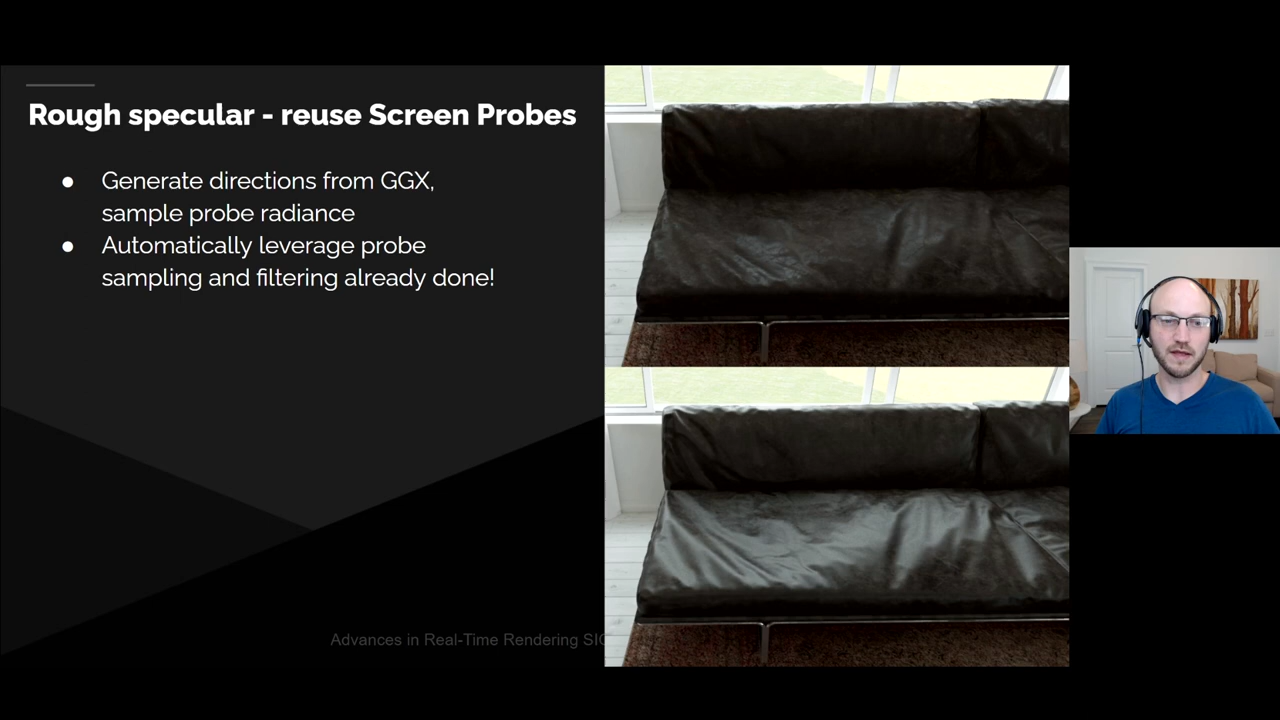 Rough specular - reuse Screen Probes
● Generate directions from GGX,
sample probe radiance
● Automatically leverage probe
sampling and filtering already done!
Advances in Real-Time Rendering